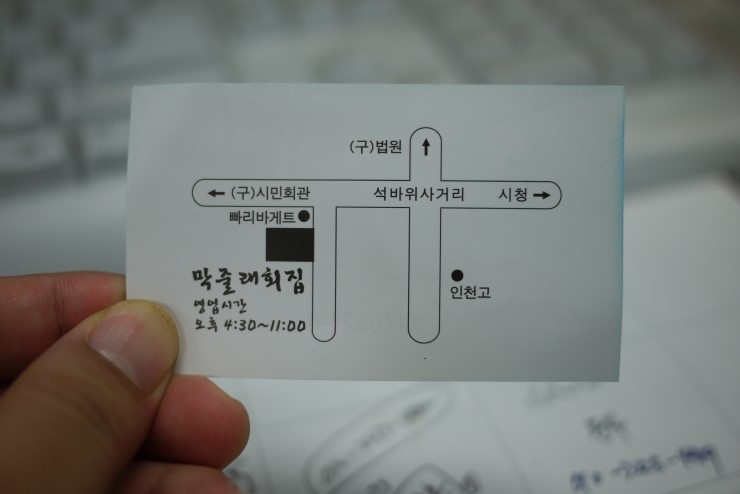 (구)법원
← (구)시민회관
석바위사거리
시청 →
빠리바게트
막줄래회집
영업시간
오후 4:30~11:00
인천고